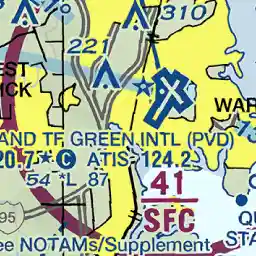 310
221
EST
ICK
WAR
AND TF GREEN INTL (PVD)
20.7 * C ATIS 124.2
54 *L 87
41
SFC
95
QU
STA
ee NOTAMs/Supplement